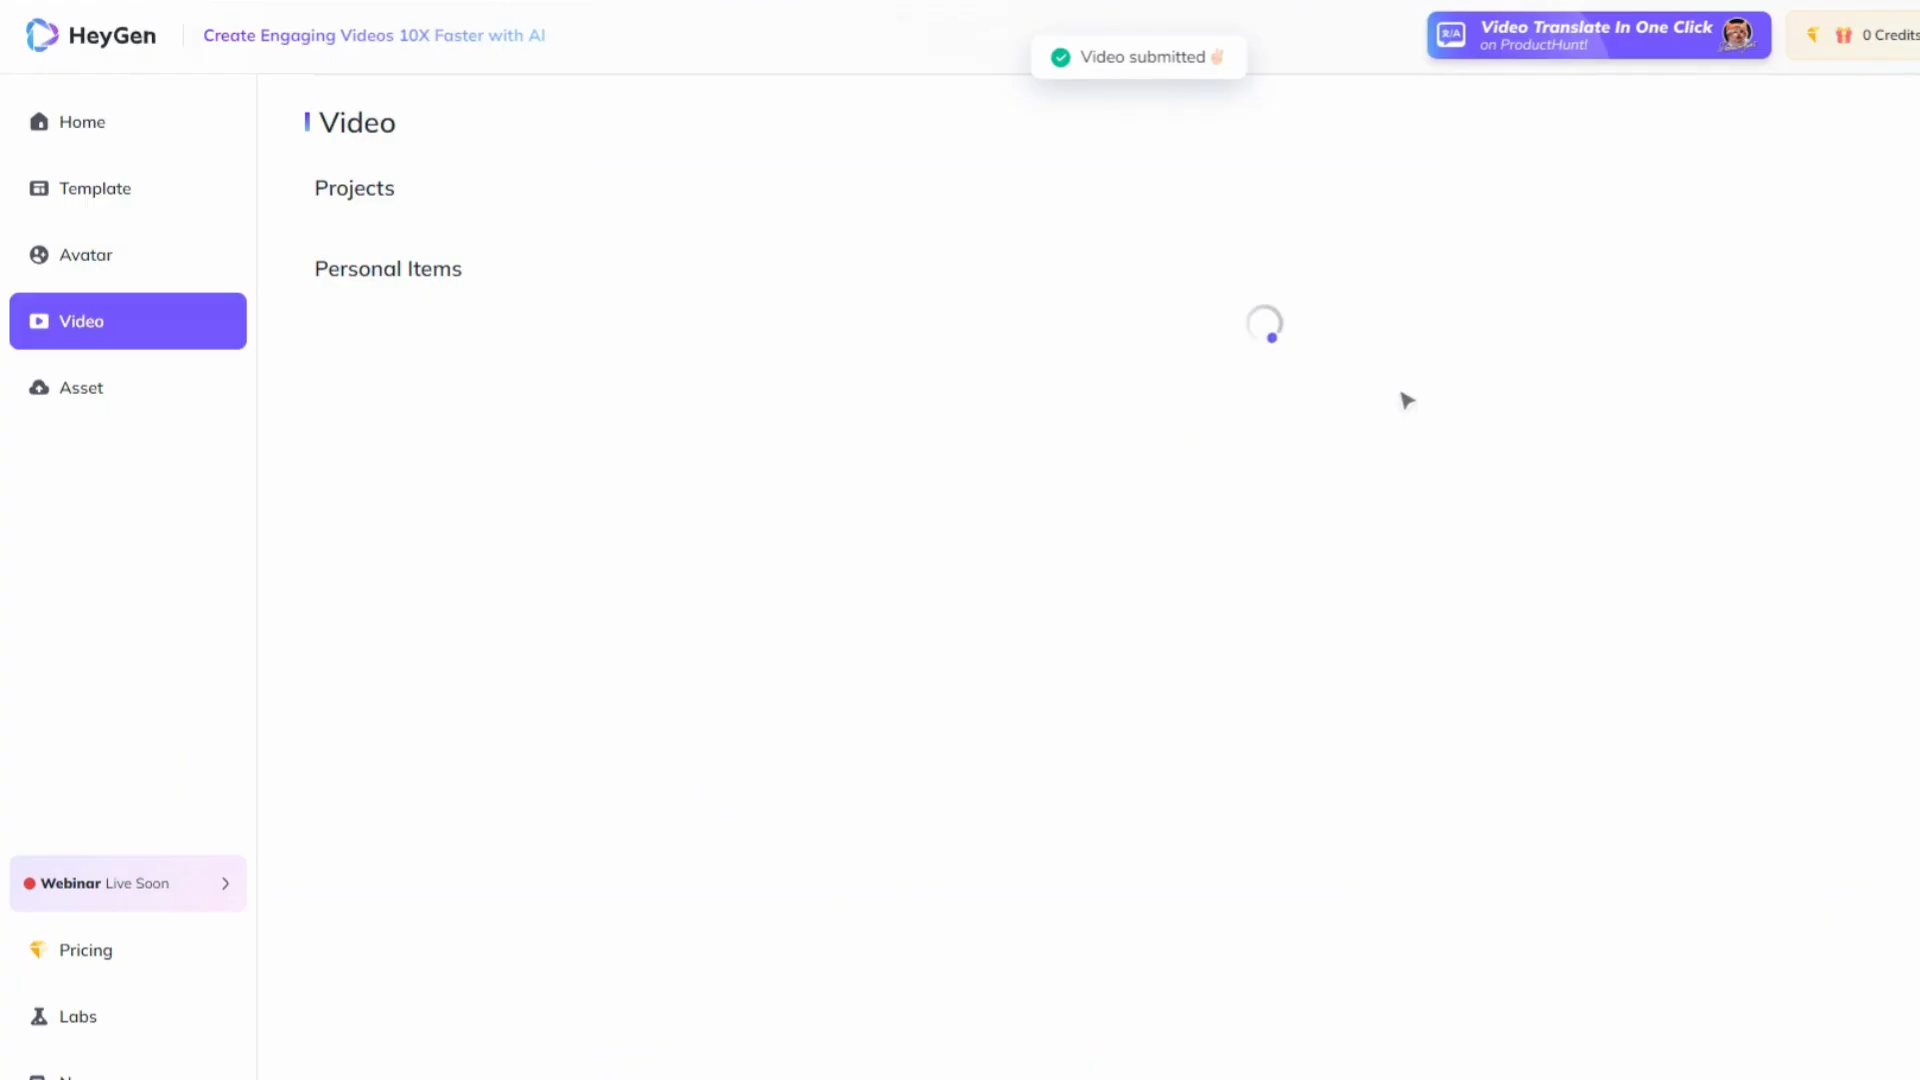 HeyGen
Create Engaging Videos 10X Faster with AI
Video submitted✌🏻
Video Translate In One Click
on ProductHunt!
0 Credits
Home
Template
Avatar
Video
Asset
Video
Projects
Personal Items
Webinar Live Soon
Pricing
Labs